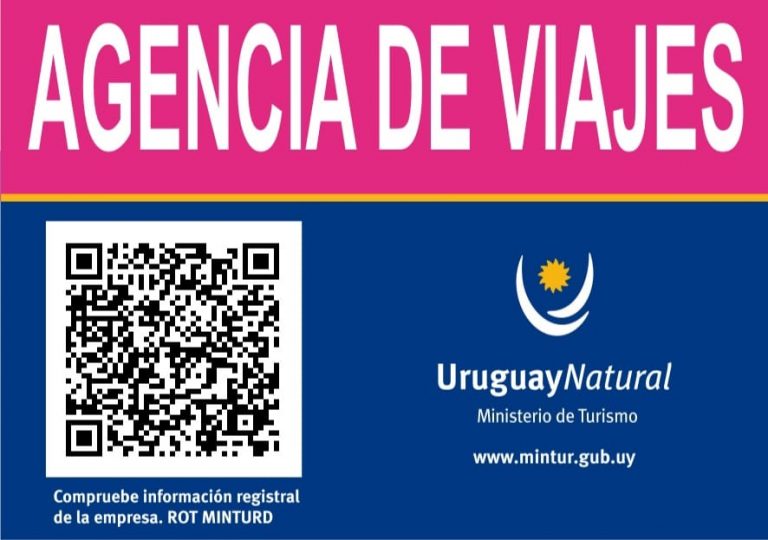 AGENCIA DE VIAJES
UruguayNatural
Ministerio de Turismo
www.mintur.gub.uy
Compruebe información registral
de la empresa. ROT MINTURD